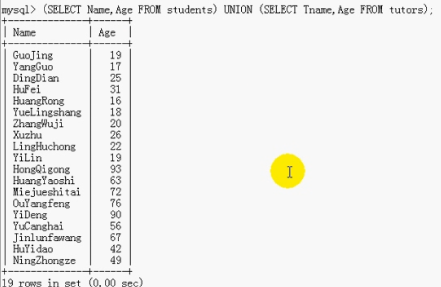 mysql> (SELECT Name,Age FROM students) UNION (SELECT Tname,Age FROM tutors);
+---------------+------+
| Name          | Age  |
+---------------+------+
| GuoJing       |   19 |
| YangGuo       |   17 |
| DingDian      |   25 |
| HuFei         |   31 |
| HuangRong     |   16 |
| YueLingshang  |   18 |
| ZhangWuji     |   20 |
| Xuzhu         |   26 |
| LingHuchong   |   22 |
| YiLin         |   19 |
| HongQigong    |   93 |
| HuangYaoshi   |   63 |
| Miejueshitai  |   72 |
| OuYangfeng    |   76 |
| YiDeng        |   90 |
| YuCanghai     |   56 |
| Jinlunfawang  |   67 |
| HuYidao       |   42 |
| NingZhongze   |   49 |
+---------------+------+
19 rows in set (0.00 sec)